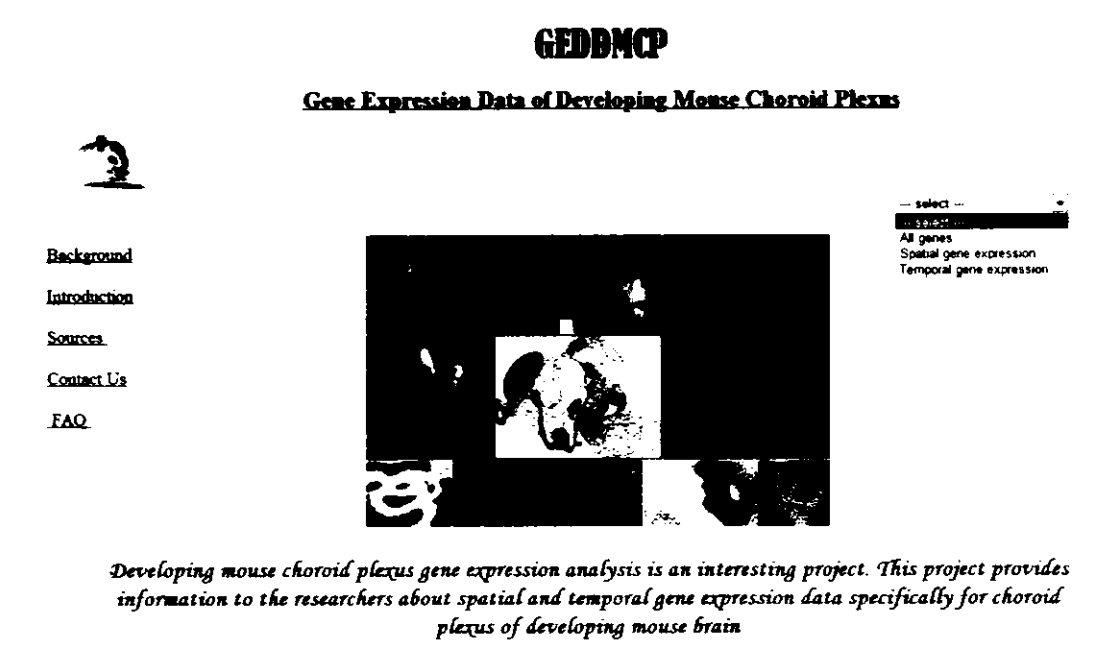 GEDDMCP
Gene Expression Data of Developing Mouse Choroid Plexus
--- select ---
--- select ---
All genes
Spatial gene expression
Temporal gene expression
Background
Introduction
Sources
Contact Us
FAQ
Developing mouse choroid plexus gene expression analysis is an interesting project. This project provides
information to the researchers about spatial and temporal gene expression data specifically for choroid
plexus of developing mouse brain